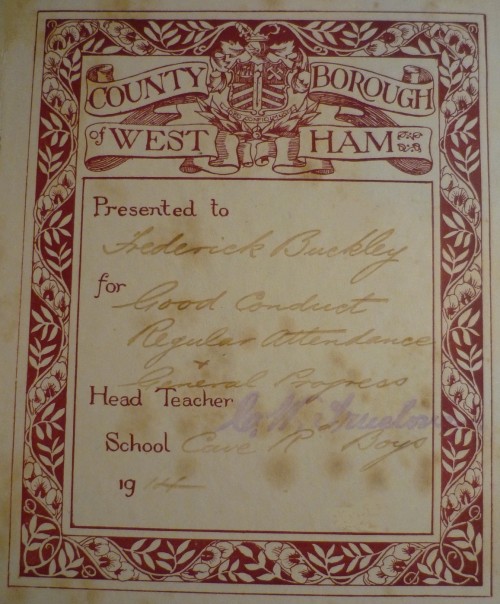 COUNTY BOROUGH
of WEST HAM
Presented to
Frederick Buckley
for Good Conduct
Regular Attendance
&
General Progress
Head Teacher C. W.
School Cave R Boys
1914